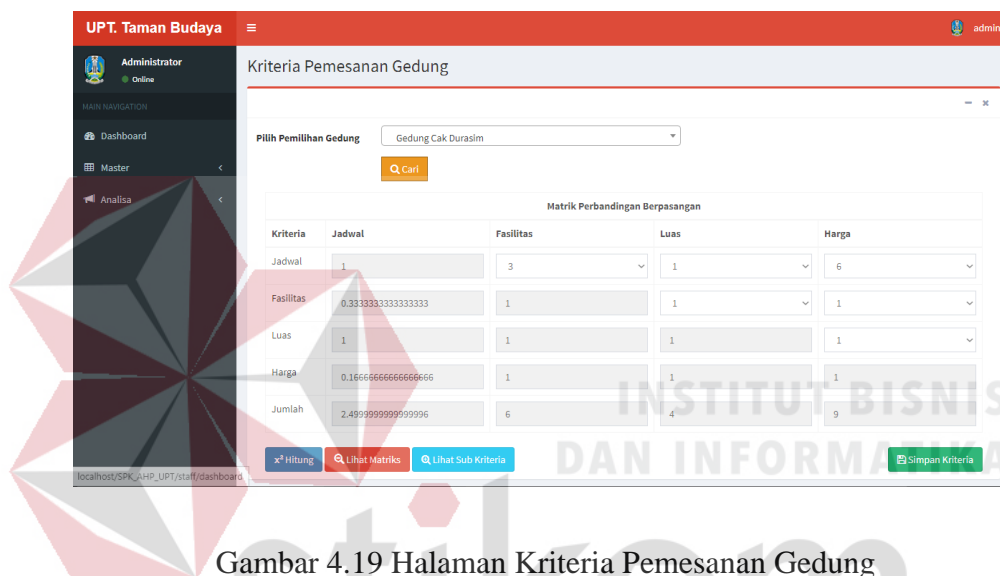 UPT. Taman Budaya
admin
Administrator
Online
Kriteria Pemesanan Gedung
MAIN NAVIGATION
Dashboard
Master
Analisa
Pilih Pemilihan Gedung Gedung Cak Durasim
Cari
Matrik Perbandingan Berpasangan
Kriteria Jadwal Fasilitas Luas Harga
Jadwal 1 3 1 6
Fasilitas 0.3333333333333333 1 1 1
Luas 1 1 1 1
Harga 0.16666666666666666 1 1 1
Jumlah 2.4999999999999996 6 4 9
x² Hitung Lihat Matriks Lihat Sub Kriteria Simpan Kriteria
localhost/SPK_AHP_UPT/staff/dashboard
INSTITUT BISNIS
DAN INFORMATIKA
stikom
Gambar 4.19 Halaman Kriteria Pemesanan Gedung